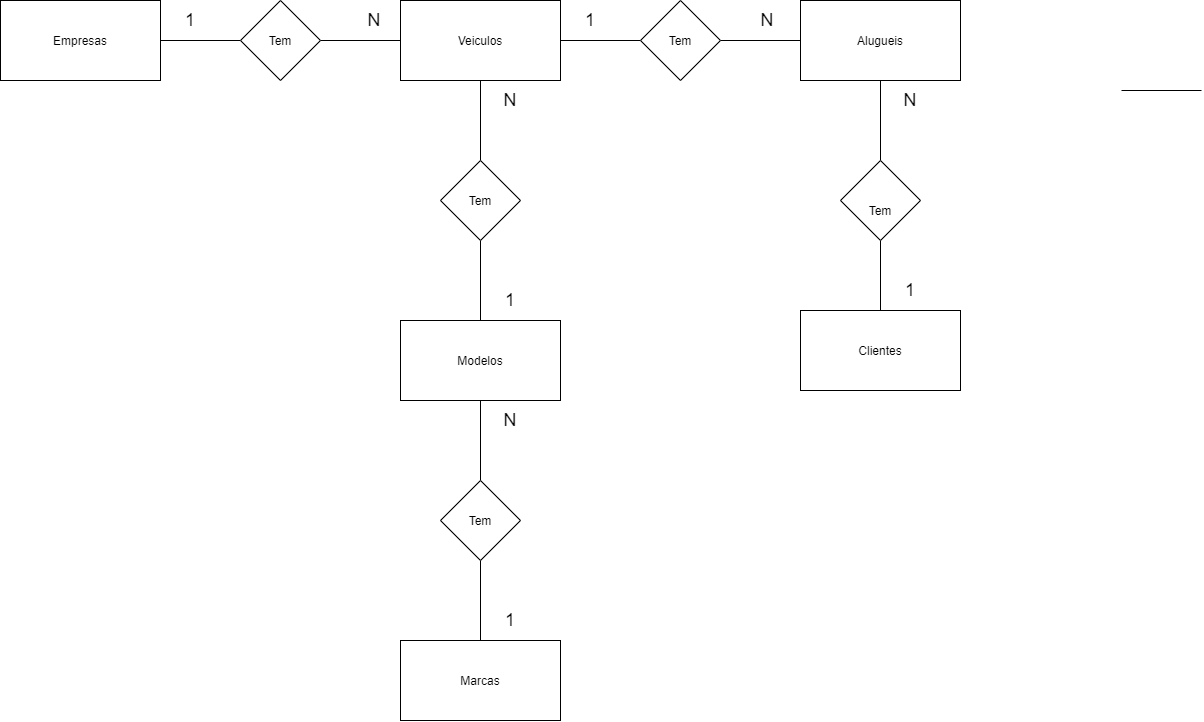 1 N 1 N
Empresas Tem Veiculos Tem Alugueis
N N
Tem Tem
1 1
Modelos Clientes
N
Tem
1
Marcas